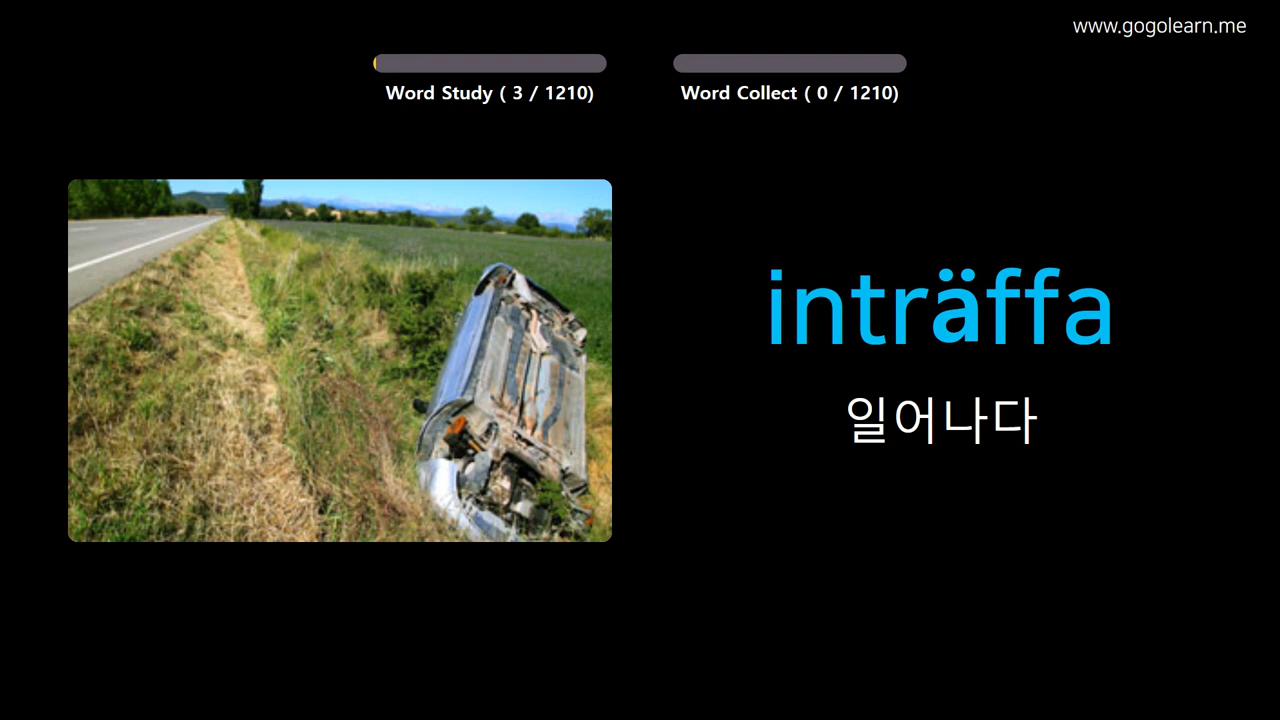 www.gogolearn.me
Word Study ( 3 / 1210)
Word Collect ( 0 / 1210)
inträffa
일어나다